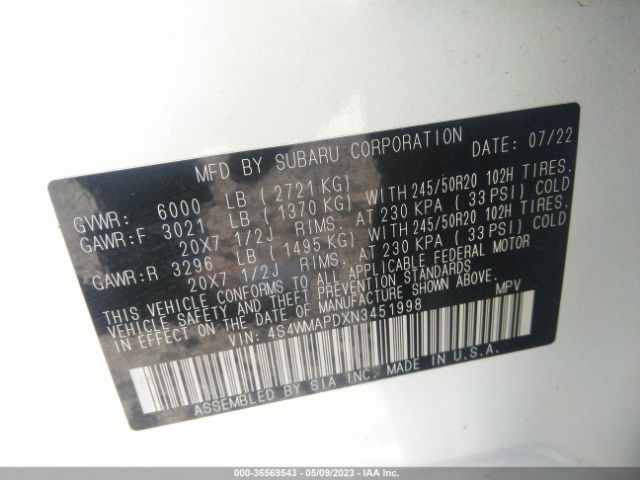 MFD BY SUBARU CORPORATION DATE: 07/22
GVWR: 6000 LB (2721 KG)
GAWR:F 3021 LB (1370 KG) WITH 245/50R20 102H TIRES.
20X7 1/2J RIMS. AT 230 KPA (33 PSI) COLD
GAWR:R 3296 LB (1495 KG) WITH 245/50R20 102H TIRES.
20X7 1/2J RIMS. AT 230 KPA (33 PSI) COLD
THIS VEHICLE CONFORMS TO ALL APPLICABLE FEDERAL MOTOR
VEHICLE SAFETY AND THEFT PREVENTION STANDARDS
IN EFFECT ON THE DATE OF MANUFACTURE SHOWN ABOVE.
VIN: 4S4WMAPDXN3451998 MPV
ASSEMBLED BY SIA INC. MADE IN U.S.A.
000-36569543 / 05/09/2023 / IAA Inc.